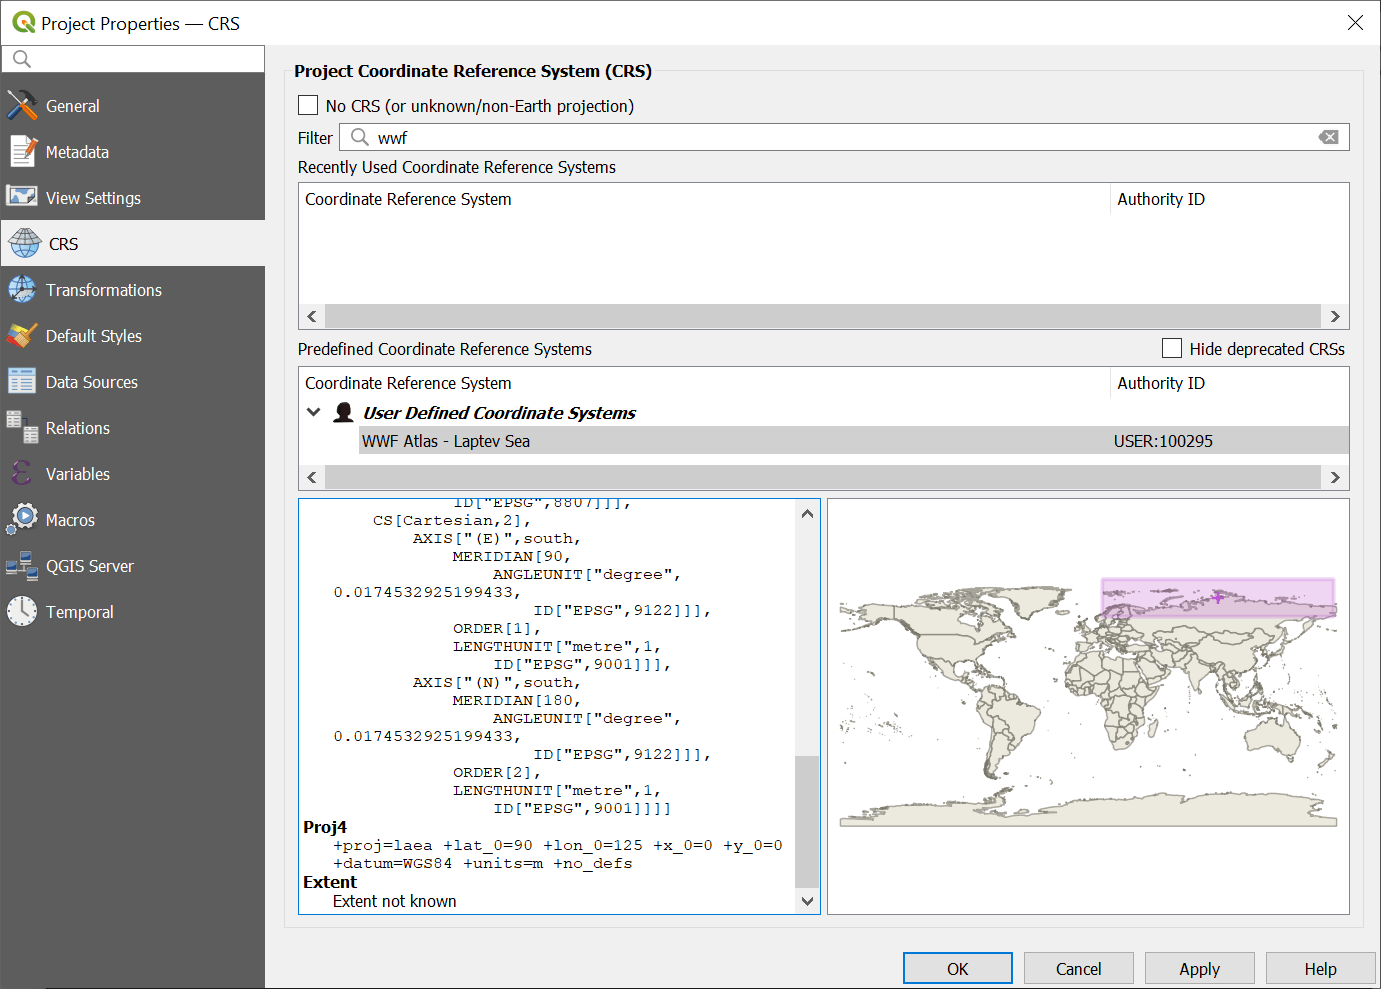 Project Properties — CRS
General
Metadata
View Settings
CRS
Transformations
Default Styles
Data Sources
Relations
Variables
Macros
QGIS Server
Temporal
Project Coordinate Reference System (CRS)
No CRS (or unknown/non-Earth projection)
Filter wwf
Recently Used Coordinate Reference Systems
Coordinate Reference System Authority ID
Predefined Coordinate Reference Systems Hide deprecated CRSs
Coordinate Reference System Authority ID
User Defined Coordinate Systems
WWF Atlas - Laptev Sea USER:100295
ID["EPSG",8807]]],
CS[Cartesian,2],
AXIS["(E)",south,
MERIDIAN[90,
ANGLEUNIT["degree",
0.0174532925199433,
ID["EPSG",9122]]],
ORDER[1],
LENGTHUNIT["metre",1,
ID["EPSG",9001]]],
AXIS["(N)",south,
MERIDIAN[180,
ANGLEUNIT["degree",
0.0174532925199433,
ID["EPSG",9122]]],
ORDER[2],
LENGTHUNIT["metre",1,
ID["EPSG",9001]]]]
Proj4
+proj=laea +lat_0=90 +lon_0=125 +x_0=0 +y_0=0
+datum=WGS84 +units=m +no_defs
Extent
Extent not known
OK Cancel Apply Help